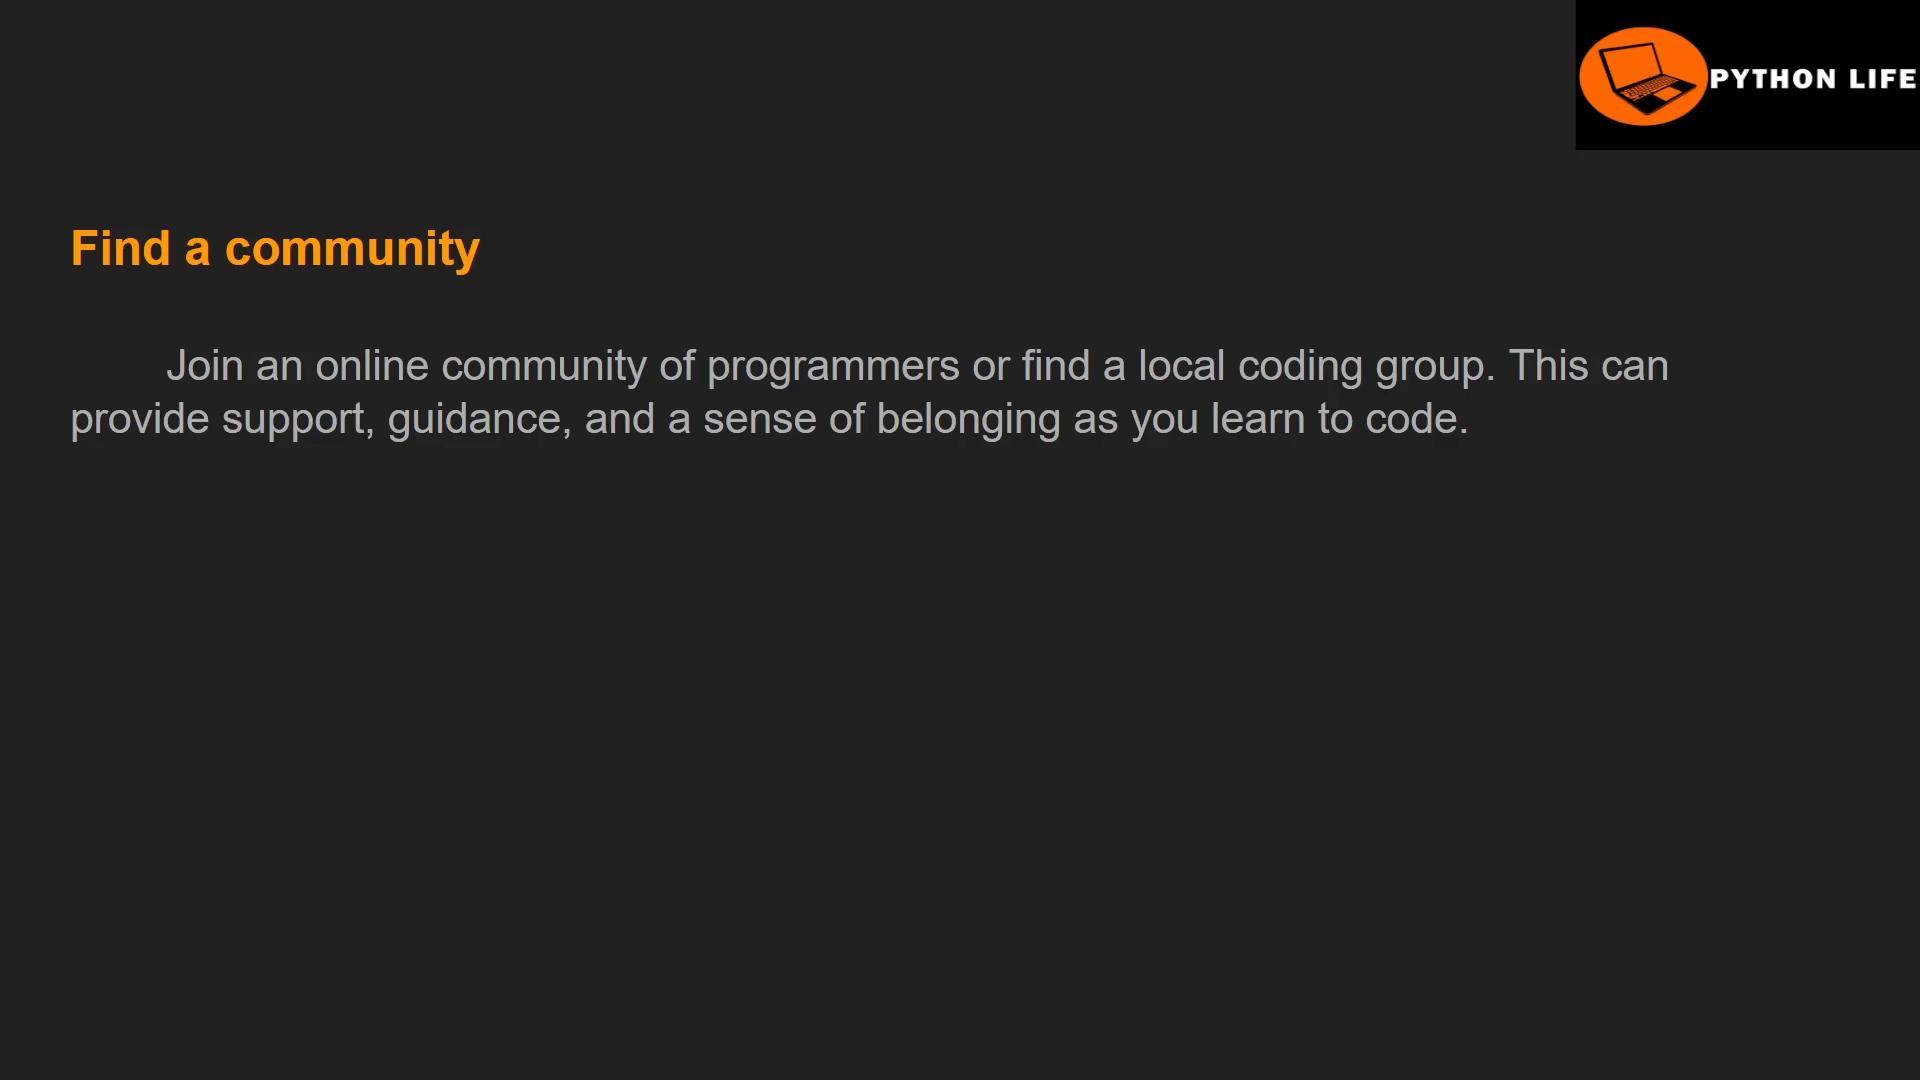 PYTHON LIFE
Find a community
Join an online community of programmers or find a local coding group. This can
provide support, guidance, and a sense of belonging as you learn to code.